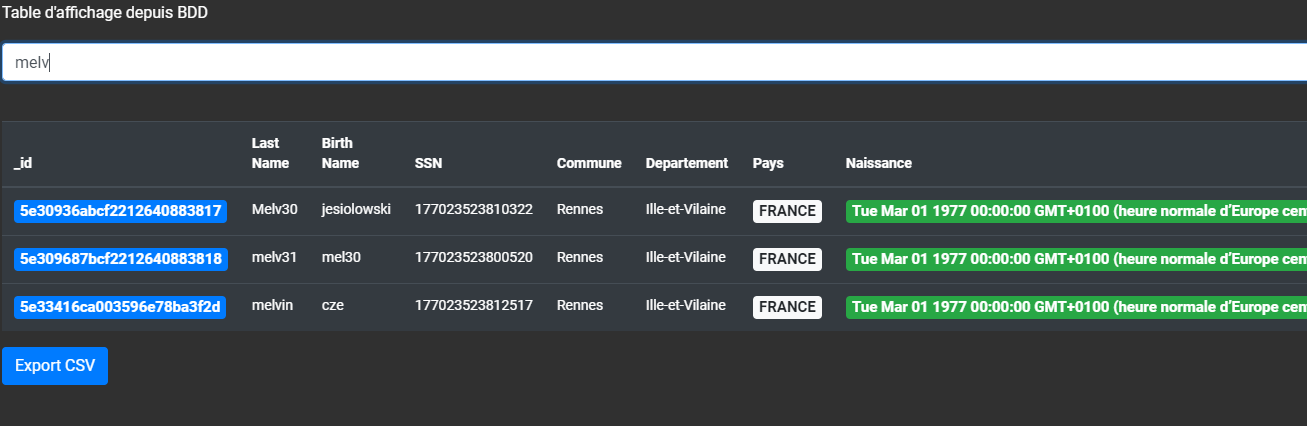 Table d'affichage depuis BDD
melv
_id Last Name Birth Name SSN Commune Departement Pays Naissance
5e30936abcf2212640883817 Melv30 jesiolowski 177023523810322 Rennes Ille-et-Vilaine FRANCE Tue Mar 01 1977 00:00:00 GMT+0100 (heure normale d'Europe cen
5e309687bcf2212640883818 melv31 mel30 177023523800520 Rennes Ille-et-Vilaine FRANCE Tue Mar 01 1977 00:00:00 GMT+0100 (heure normale d'Europe cen
5e33416ca003596e78ba3f2d melvin cze 177023523812517 Rennes Ille-et-Vilaine FRANCE Tue Mar 01 1977 00:00:00 GMT+0100 (heure normale d'Europe cen
Export CSV